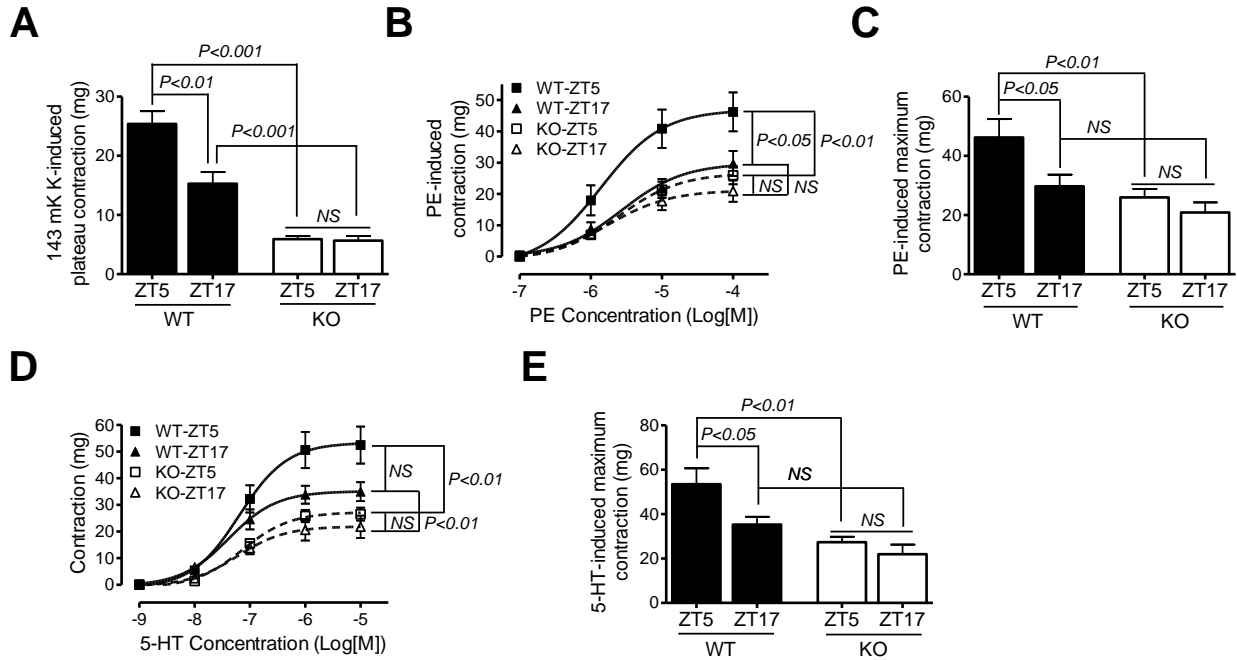 A
P<0.001
P<0.01
P<0.001
NS
143 mK K-induced
plateau contraction (mg)
30
20
10
0
ZT5
ZT17
ZT5
ZT17
WT
KO
B
WT-ZT5
WT-ZT17
KO-ZT5
KO-ZT17
PE-induced
contraction (mg)
50
40
30
20
10
0
P<0.05
P<0.01
NS
NS
-7
-6
-5
-4
PE Concentration (Log[M])
C
P<0.01
P<0.05
NS
NS
PE-induced maximum
contraction (mg)
60
40
20
0
ZT5
ZT17
ZT5
ZT17
WT
KO
D
WT-ZT5
WT-ZT17
KO-ZT5
KO-ZT17
Contraction (mg)
60
50
40
30
20
10
0
NS
P<0.01
NS
P<0.01
-9
-8
-7
-6
-5
5-HT Concentration (Log[M])
E
P<0.01
P<0.05
NS
NS
5-HT-induced maximum
contraction (mg)
80
60
40
20
0
ZT5
ZT17
ZT5
ZT17
WT
KO